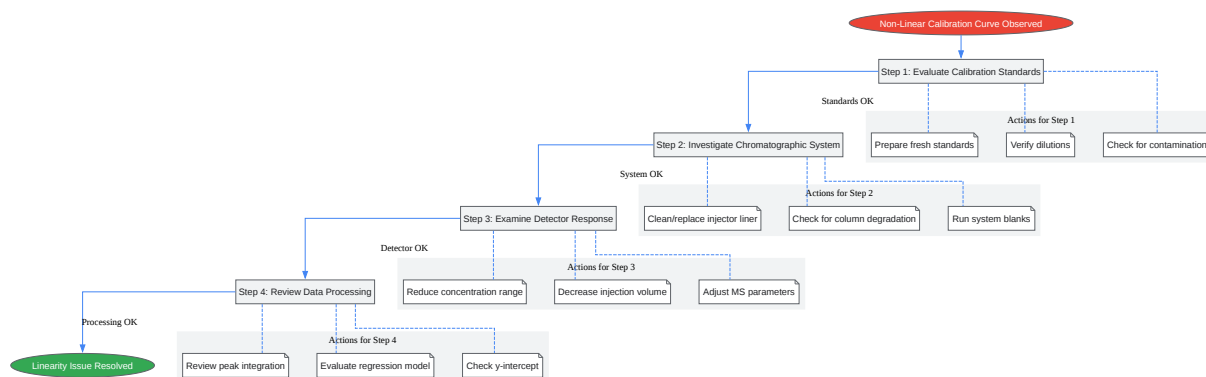 Non-Linear Calibration Curve Observed
Step 1: Evaluate Calibration Standards
Standards OK
Actions for Step 1
Prepare fresh standards
Verify dilutions
Check for contamination
Step 2: Investigate Chromatographic System
System OK
Actions for Step 2
Clean/replace injector liner
Check for column degradation
Run system blanks
Step 3: Examine Detector Response
Detector OK
Actions for Step 3
Reduce concentration range
Decrease injection volume
Adjust MS parameters
Step 4: Review Data Processing
Processing OK
Actions for Step 4
Review peak integration
Evaluate regression model
Check y-intercept
Linearity Issue Resolved